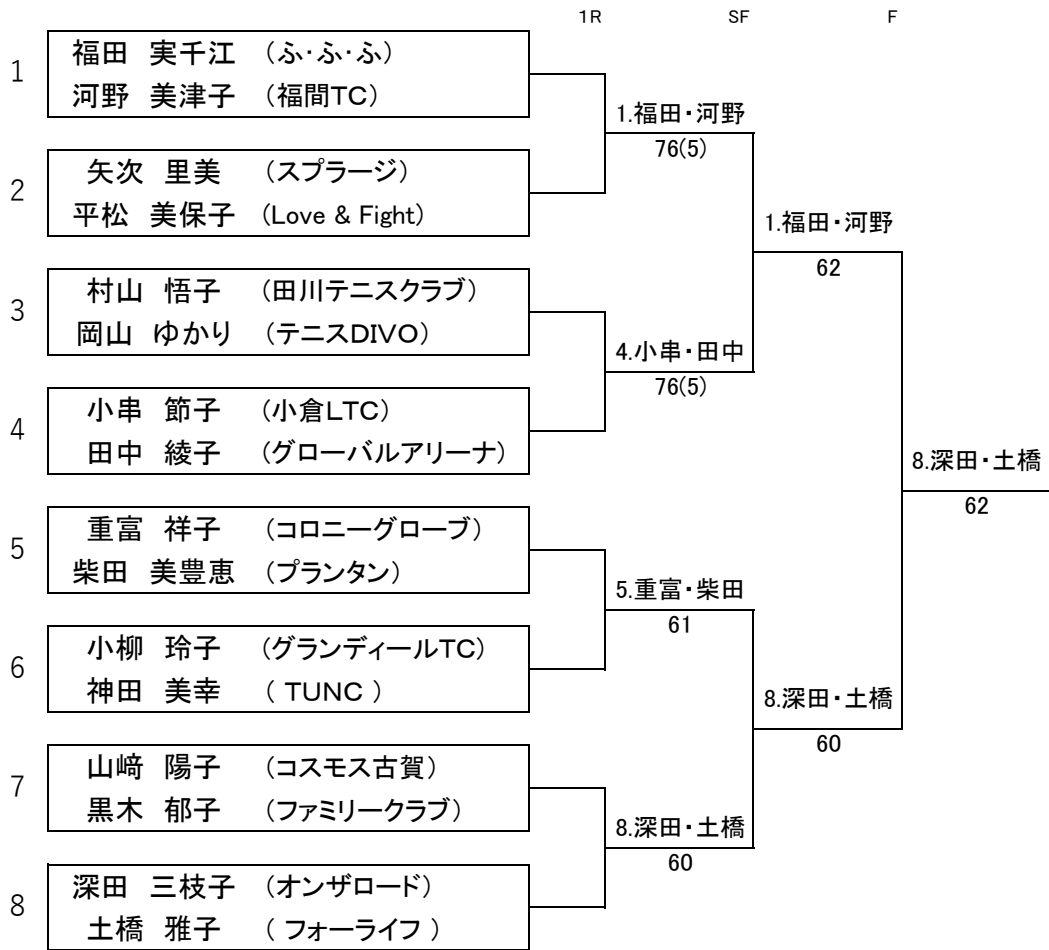 1R SF F
1 福田 実千江 (ふ・ふ・ふ)
河野 美津子 (福間TC)
1.福田・河野
76(5)
2 矢次 里美 (スプラージ)
平松 美保子 (Love & Fight)
1.福田・河野
62
3 村山 悟子 (田川テニスクラブ)
岡山 ゆかり (テニスDIVO)
4.小串・田中
76(5)
4 小串 節子 (小倉LTC)
田中 綾子 (グローバルアリーナ)
8.深田・土橋
62
5 重富 祥子 (コロニーグローブ)
柴田 美豊恵 (プランタン)
5.重富・柴田
61
6 小柳 玲子 (グランディールTC)
神田 美幸 ( TUNC )
8.深田・土橋
60
7 山﨑 陽子 (コスモス古賀)
黒木 郁子 (ファミリークラブ)
8.深田・土橋
60
8 深田 三枝子 (オンザロード)
土橋 雅子 ( フォーライフ )